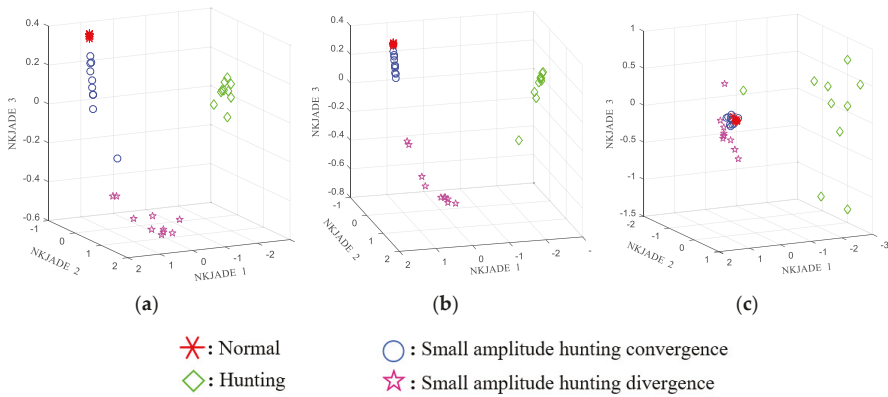 0.4
0.2
0
-0.2
-0.4
-0.6
NKJADE 3
-1
0
1
2
NKJADE 2
2
1
0
-1
-2
NKJADE 1
(a)
0.4
0.2
0
-0.2
-0.4
-0.6
-0.8
NKJADE 3
-1
0
1
2
NKJADE 2
2
1
0
-1
-2
-
NKJADE 1
(b)
1
0.5
0
-0.5
-1
-1.5
NKJADE 3
-1
0
1
NKJADE 2
2
1
0
-1
-2
-3
NKJADE 1
(c)
: Normal
: Small amplitude hunting convergence
: Hunting
: Small amplitude hunting divergence